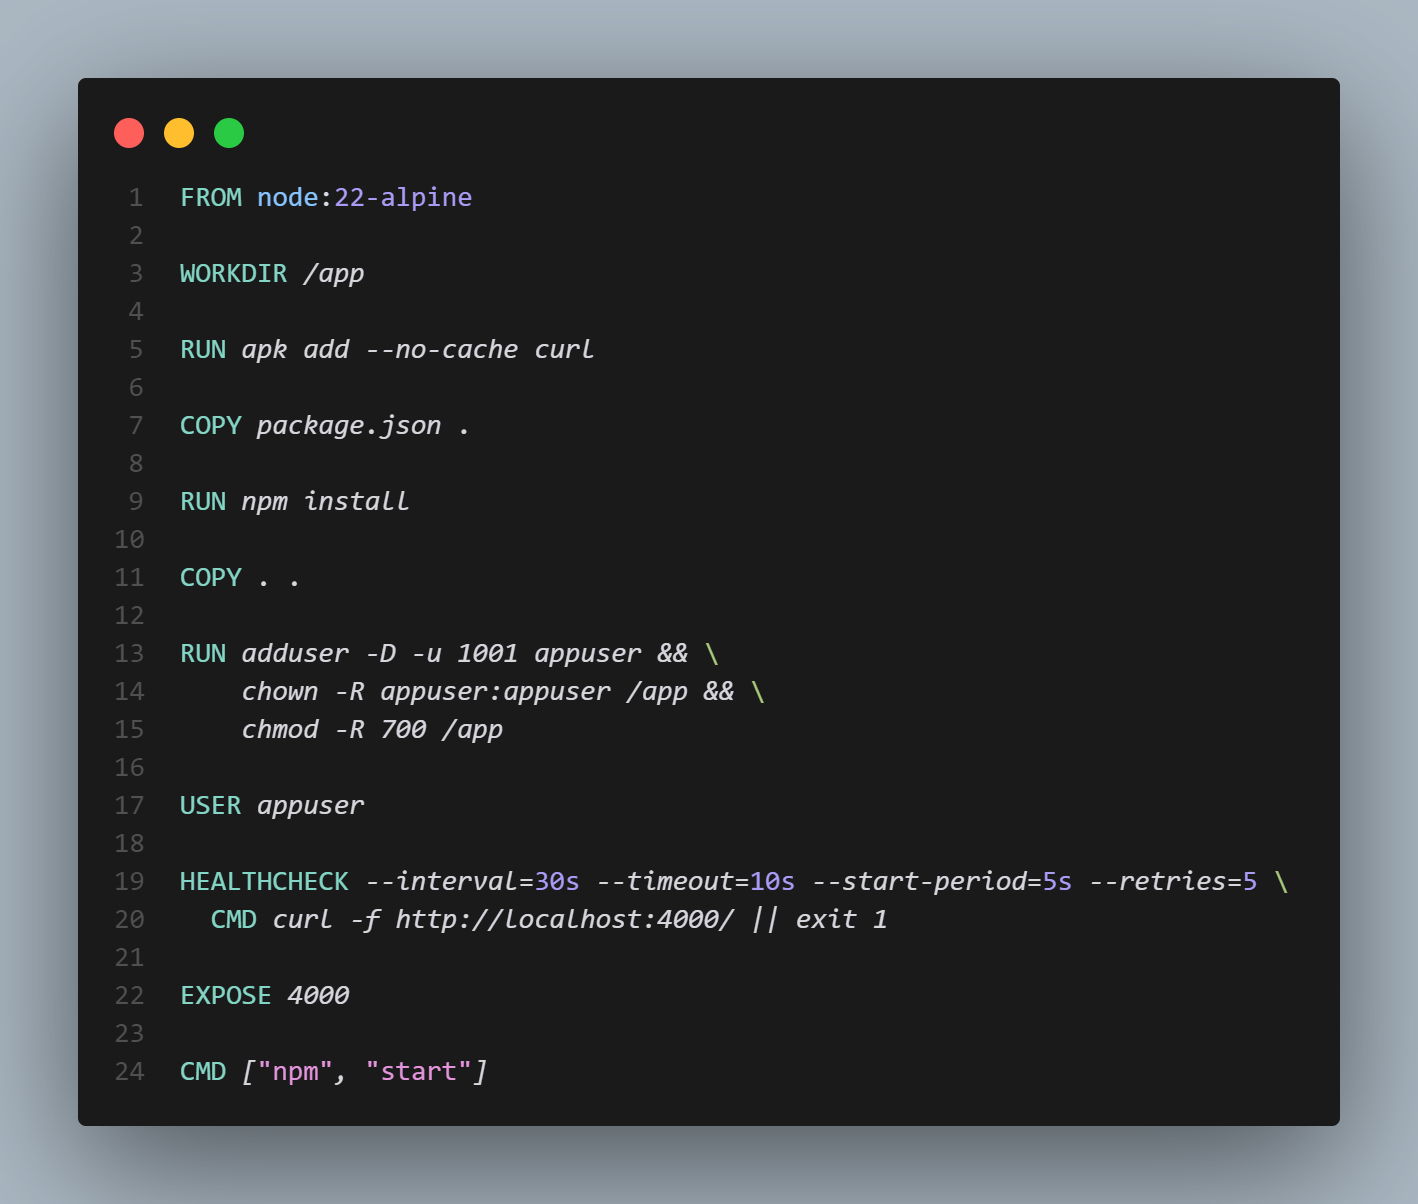 1 FROM node:22-alpine
2
3 WORKDIR /app
4
5 RUN apk add --no-cache curl
6
7 COPY package.json .
8
9 RUN npm install
10
11 COPY . .
12
13 RUN adduser -D -u 1001 appuser && \
14     chown -R appuser:appuser /app && \
15     chmod -R 700 /app
16
17 USER appuser
18
19 HEALTHCHECK --interval=30s --timeout=10s --start-period=5s --retries=5 \
20   CMD curl -f http://localhost:4000/ || exit 1
21
22 EXPOSE 4000
23
24 CMD ["npm", "start"]